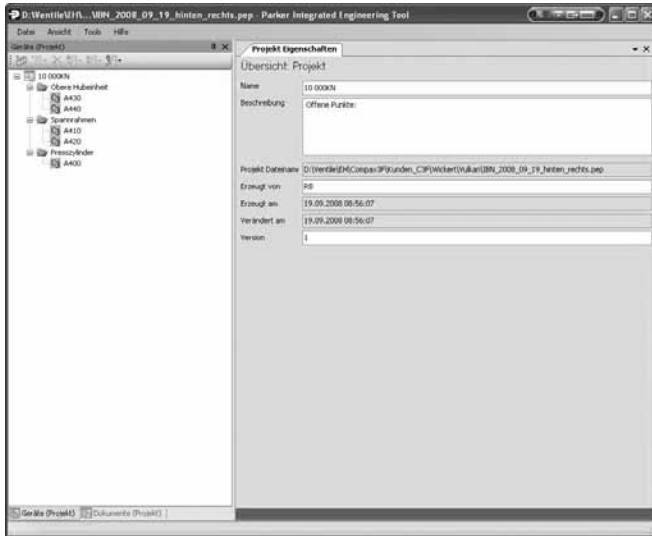 D:\Ventile\EH\...\IBN_2008_09_19_hinten_rechts.pep - Parker Integrated Engineering Tool
Datei Ansicht Tools Hilfe
Geräte (Projekt)
10 000KN
Obere Hubeinheit
A430
A440
Spannrahmen
A410
A420
Presszylinder
A400
Geräte (Projekt) Dokumente (Projekt)
Projekt Eigenschaften
Übersicht: Projekt
Name 10 000KN
Beschreibung Offene Punkte:
Projekt Dateiname D:\Ventile\EH\Compax3F\Kunden_C3F\Wickert\Vulkan\IBN_2008_09_19_hinten_rechts.pep
Erzeugt von RB
Erzeugt am 19.09.2008 08:56:07
Verändert am 19.09.2008 08:56:07
Version 1